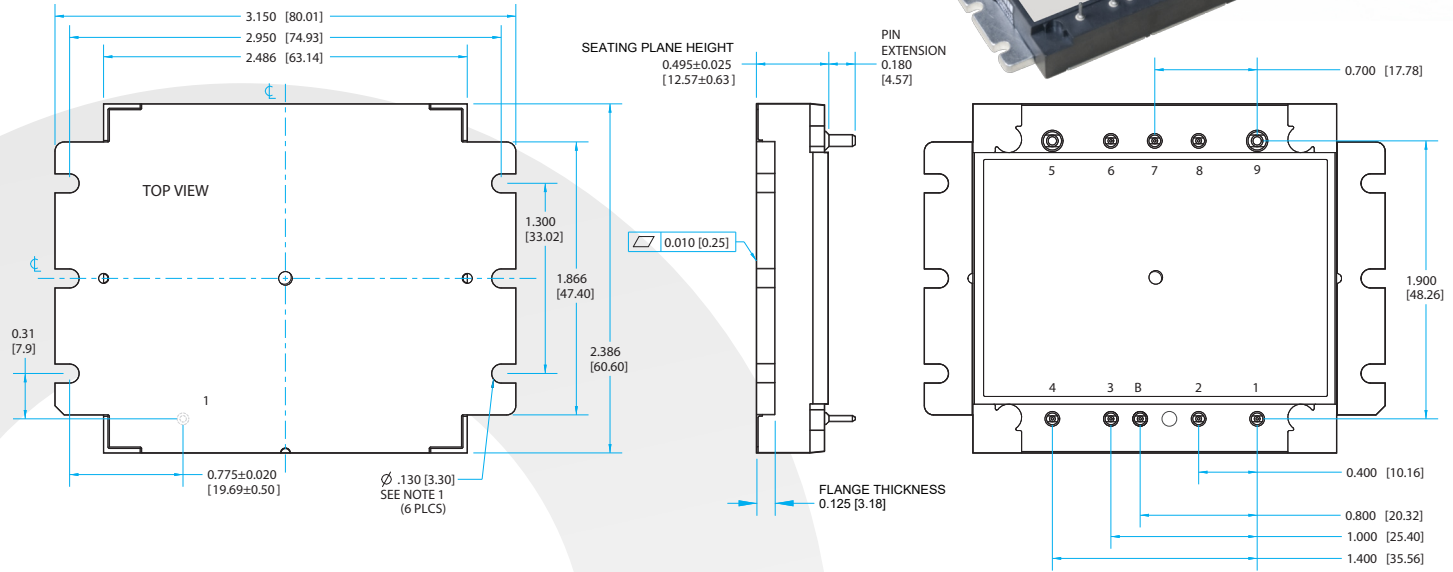 3.150 [80.01]
2.950 [74.93]
2.486 [63.14]
℄
TOP VIEW
℄
1.300
[33.02]
1.866
[47.40]
2.386
[60.60]
0.31
[7.9]
1
0.775±0.020
[19.69±0.50]
Ø .130 [3.30]
SEE NOTE 1
(6 PLCS)
SEATING PLANE HEIGHT
0.495±0.025
[12.57±0.63]
PIN
EXTENSION
0.180
[4.57]
⏥ 0.010 [0.25]
FLANGE THICKNESS
0.125 [3.18]
0.700 [17.78]
5 6 7 8 9
1.900
[48.26]
4 3 B 2 1
0.400 [10.16]
0.800 [20.32]
1.000 [25.40]
1.400 [35.56]